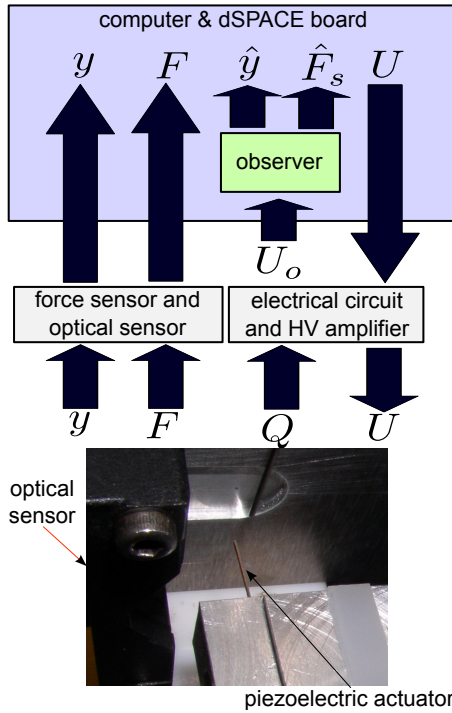 computer & dSPACE board
y F ŷ F̂ₛ U
observer
Uₒ
force sensor and
optical sensor
electrical circuit
and HV amplifier
y F Q U
optical
sensor
piezoelectric actuator